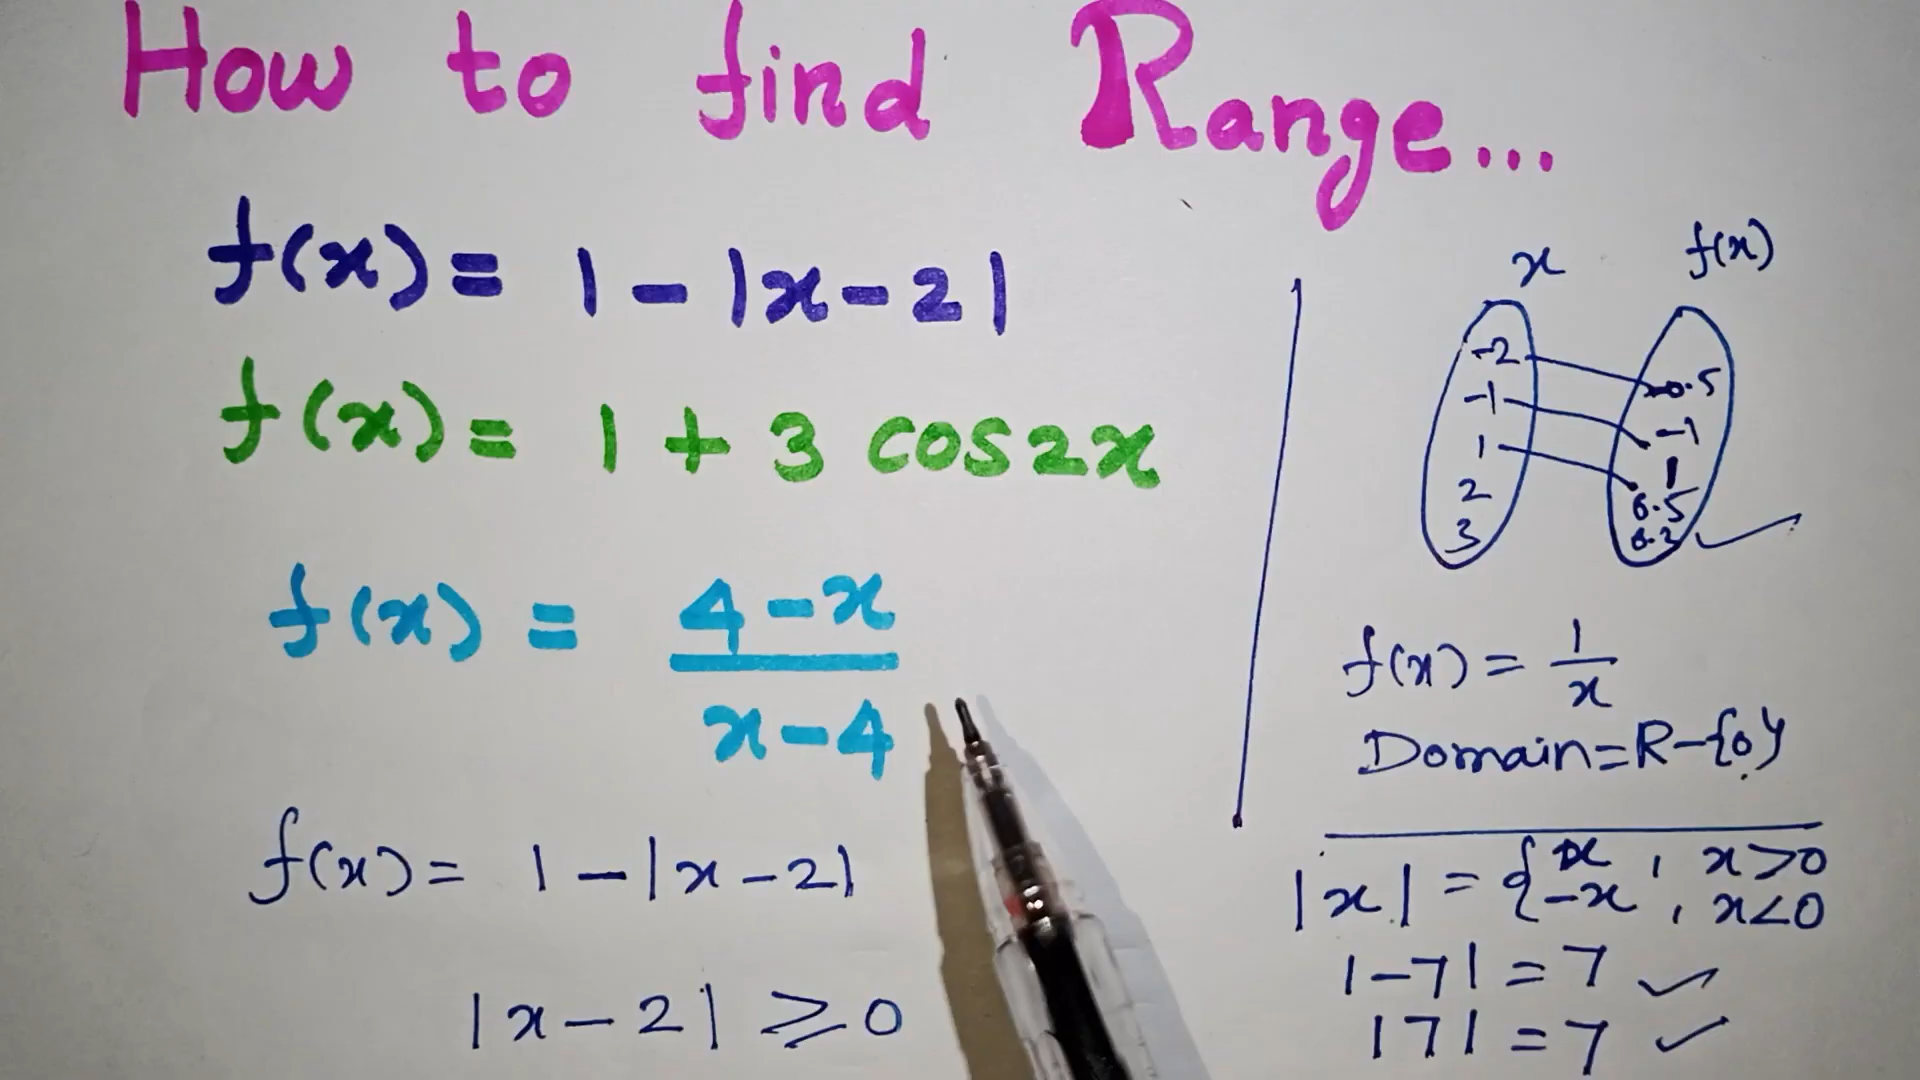 How to find Range...
f(x) = 1 - |x-2|
f(x) = 1 + 3 cos2x
f(x) = 4-x
x-4
f(x) = 1 - |x-2|
|x-2| ≥ 0
x f(x)
-2
-1
1
2
3
-0.5
-1
1
0.5
0.3
f(x) = 1/x
Domain = R-{0}
|x| = { x , x>0
-x , x<0
|-7| = 7 ✓
|7| = 7 ✓